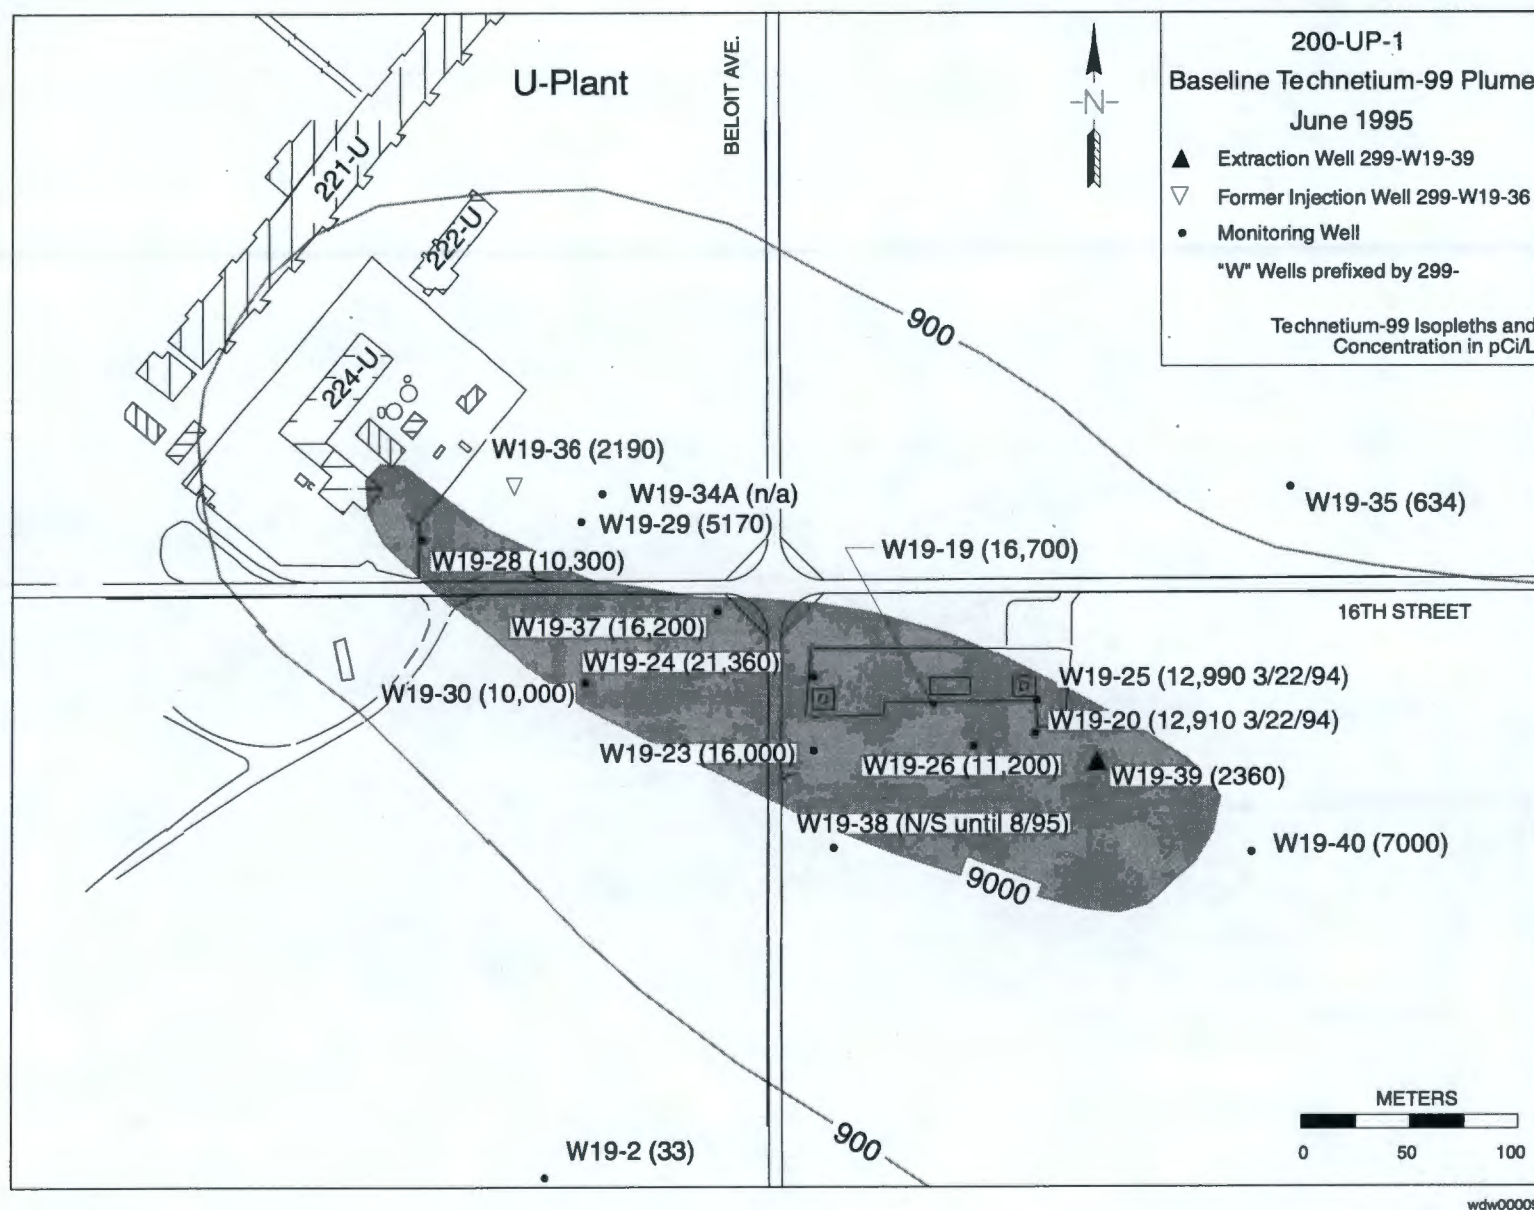 200-UP-1
Baseline Technetium-99 Plume
June 1995
Extraction Well 299-W19-39
Former Injection Well 299-W19-36
Monitoring Well
"W" Wells prefixed by 299-
Technetium-99 Isopleths and
Concentration in pCi/L
U-Plant
BELOIT AVE.
-N-
221-U
222-U
224-U
900
W19-36 (2190)
W19-34A (n/a)
W19-29 (5170)
W19-35 (634)
W19-28 (10,300)
W19-19 (16,700)
16TH STREET
W19-37 (16,200)
W19-24 (21,360)
W19-30 (10,000)
W19-25 (12,990 3/22/94)
W19-20 (12,910 3/22/94)
W19-23 (16,000)
W19-26 (11,200)
W19-39 (2360)
W19-38 (N/S until 8/95)
W19-40 (7000)
9000
900
W19-2 (33)
METERS
0 50 100